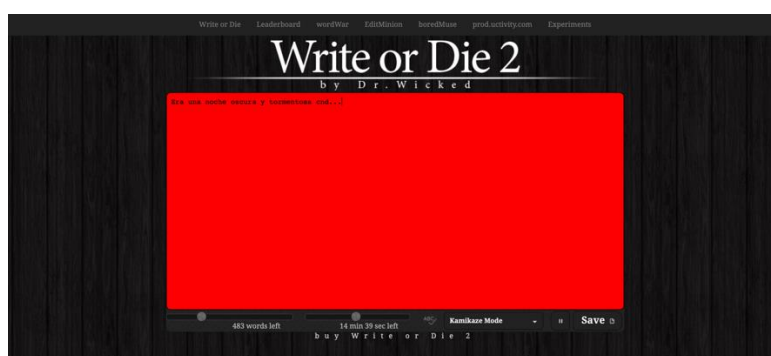 Write or Die Leaderboard wordWar EditMinion boredMuse prod.uctivity.com Experiments
Write or Die 2
by Dr.Wicked
Era una noche oscura y tormentosa cnd...
483 words left 14 min 39 sec left ABC Kamikaze Mode Save
buy Write or Die 2